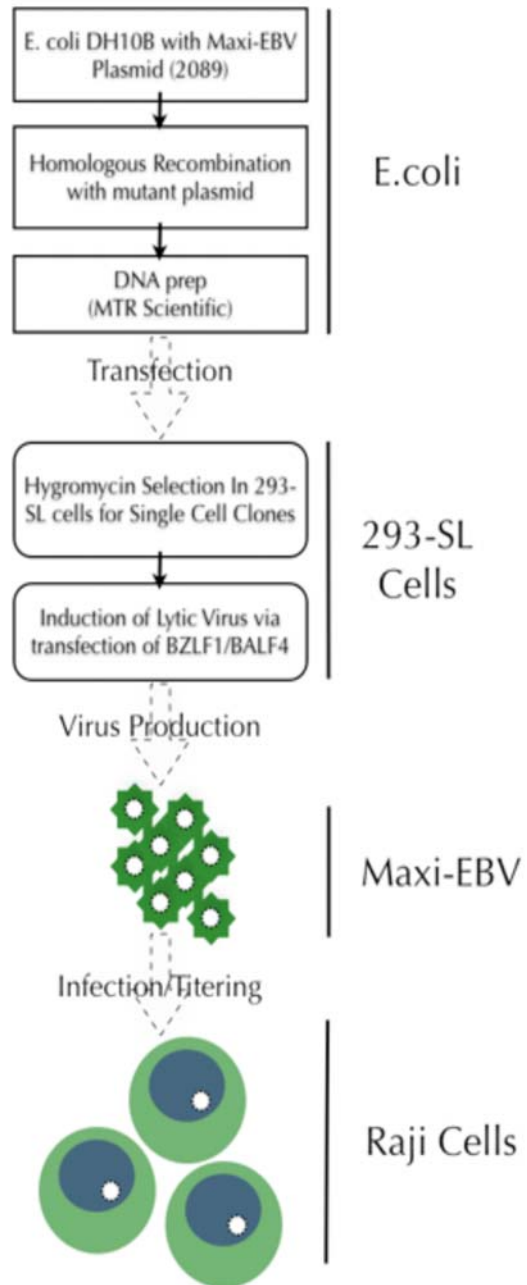 E. coli DH10B with Maxi-EBV
Plasmid (2089)
E.coli
Homologous Recombination
with mutant plasmid
DNA prep
(MTR Scientific)
Transfection
Hygromycin Selection In 293-
SL cells for Single Cell Clones
293-SL
Cells
Induction of Lytic Virus via
transfection of BZLF1/BALF4
Virus Production
Maxi-EBV
Infection/Titering
Raji Cells